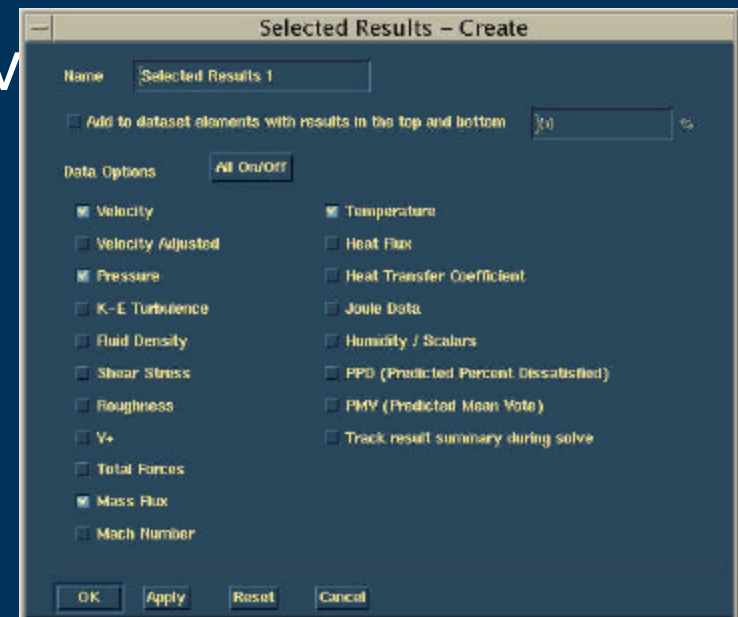 Selected Results – Create
Name Selected Results 1
Add to dataset elements with results in the top and bottom %
Data Options All On/Off
Velocity
Velocity Adjusted
Pressure
K-E Turbulence
Fluid Density
Shear Stress
Roughness
Y+
Total Forces
Mass Flux
Mach Number
Temperature
Heat Flux
Heat Transfer Coefficient
Joule Data
Humidity / Scalars
PPD (Predicted Percent Dissatisfied)
PMV (Predicted Mean Vote)
Track result summary during solve
OK Apply Reset Cancel